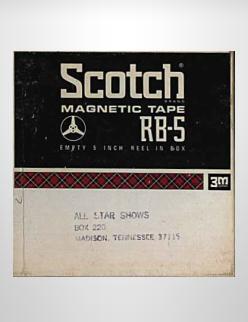 Scotch®
BRAND
MAGNETIC TAPE
RB-5
EMPTY 5 INCH REEL IN BOX
3M
ALL STAR SHOWS
BOX 220
MADISON, TENNESSEE 37115